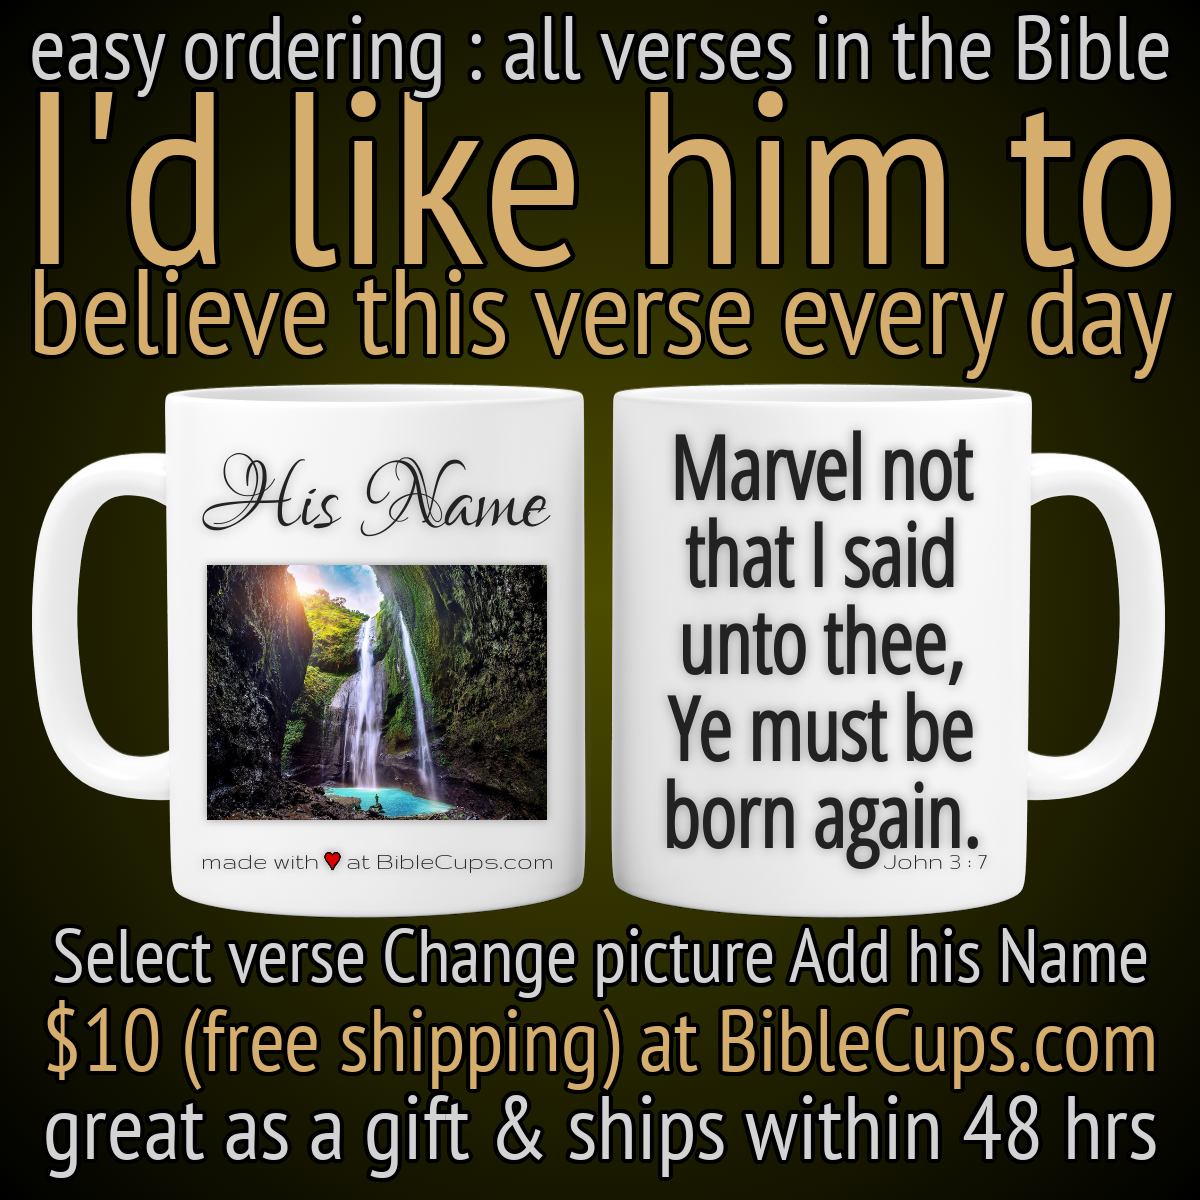 easy ordering : all verses in the Bible
I'd like him to
believe this verse every day
His Name
made with at BibleCups.com
Marvel not
that I said
unto thee,
Ye must be
born again.
John 3 : 7
Select verse Change picture Add his Name
$10 (free shipping) at BibleCups.com
great as a gift & ships within 48 hrs